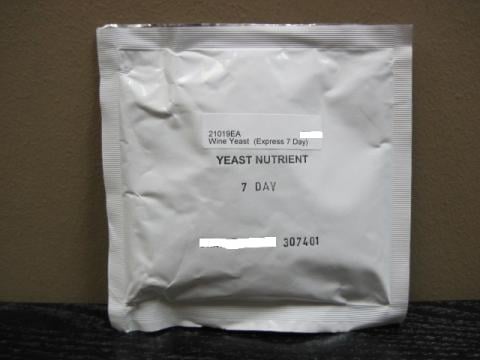 21019EA
Wine Yeast (Express 7 Day)
YEAST NUTRIENT
7 DAY
307401